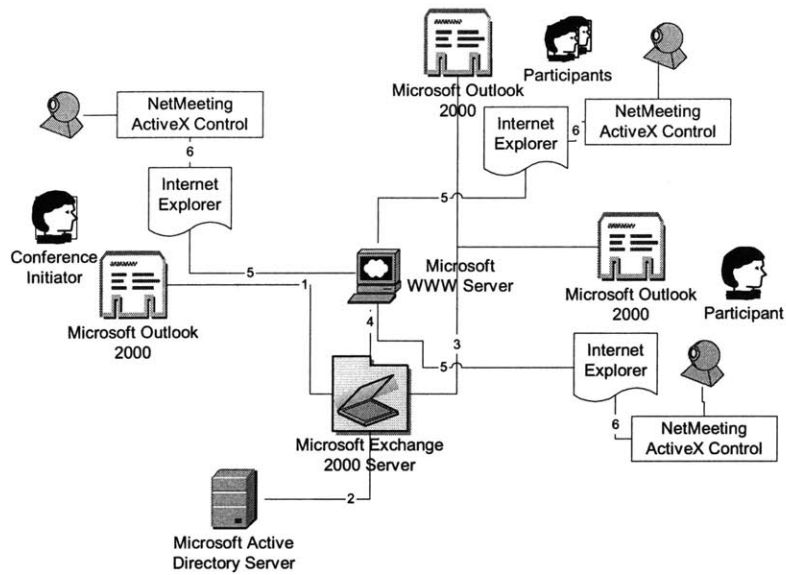 Microsoft Outlook
2000
Participants
NetMeeting
ActiveX Control
6
Internet
Explorer
5
NetMeeting
ActiveX Control
6
Internet
Explorer
Conference
Initiator
Microsoft Outlook
2000
5
1
Microsoft
WWW Server
4
3
Microsoft Outlook
2000
Participant
5
Internet
Explorer
6
NetMeeting
ActiveX Control
Microsoft Exchange
2000 Server
2
Microsoft Active
Directory Server